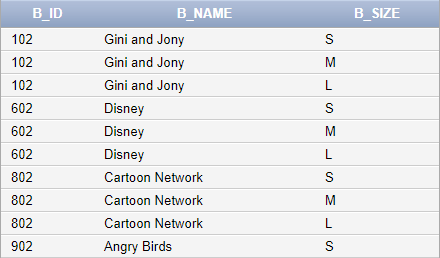 B_ID B_NAME B_SIZE
102 Gini and Jony S
102 Gini and Jony M
102 Gini and Jony L
602 Disney S
602 Disney M
602 Disney L
802 Cartoon Network S
802 Cartoon Network M
802 Cartoon Network L
902 Angry Birds S